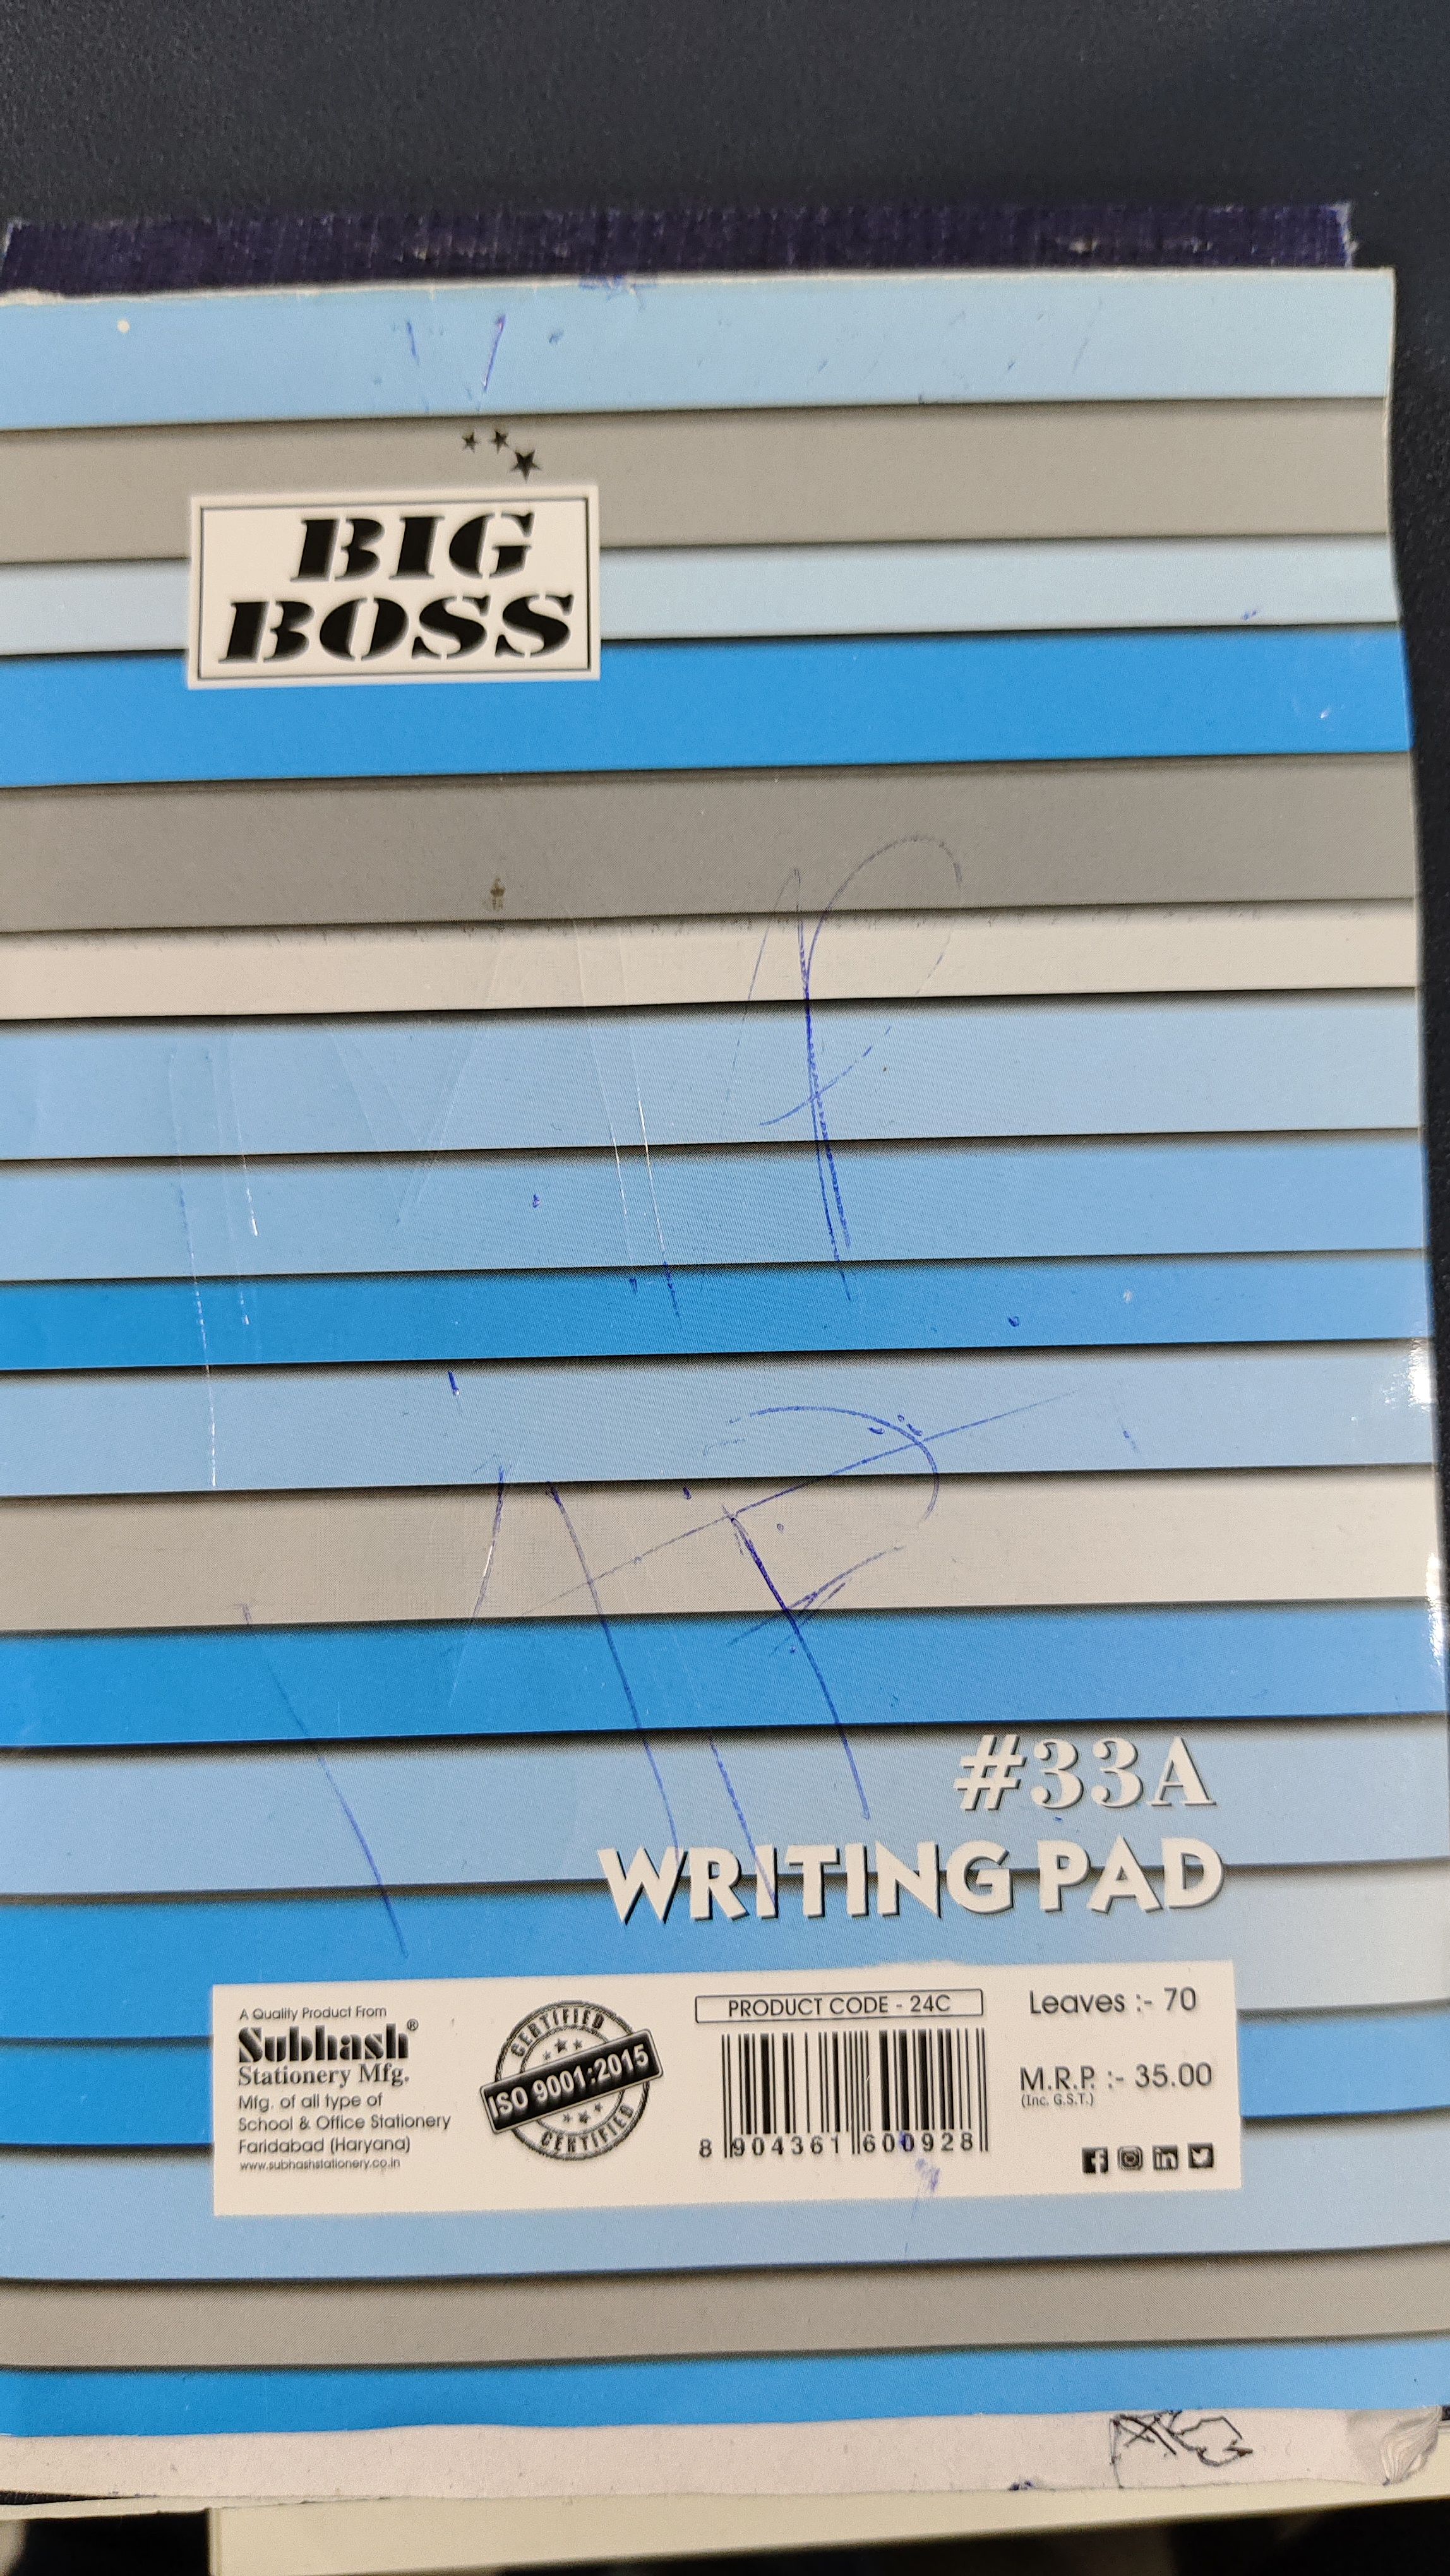 BIG
BOSS
#33A
WRITING PAD
A Quality Product From
Subhash®
Stationery Mfg.
Mfg. of all type of
School & Office Stationery
Faridabad (Haryana)
www.subhashstationery.co.in
CERTIFIED
ISO 9001:2015
CERTIFIED
PRODUCT CODE - 24C
8 904361 600928
Leaves :- 70
M.R.P. :- 35.00
(Inc. G.S.T.)